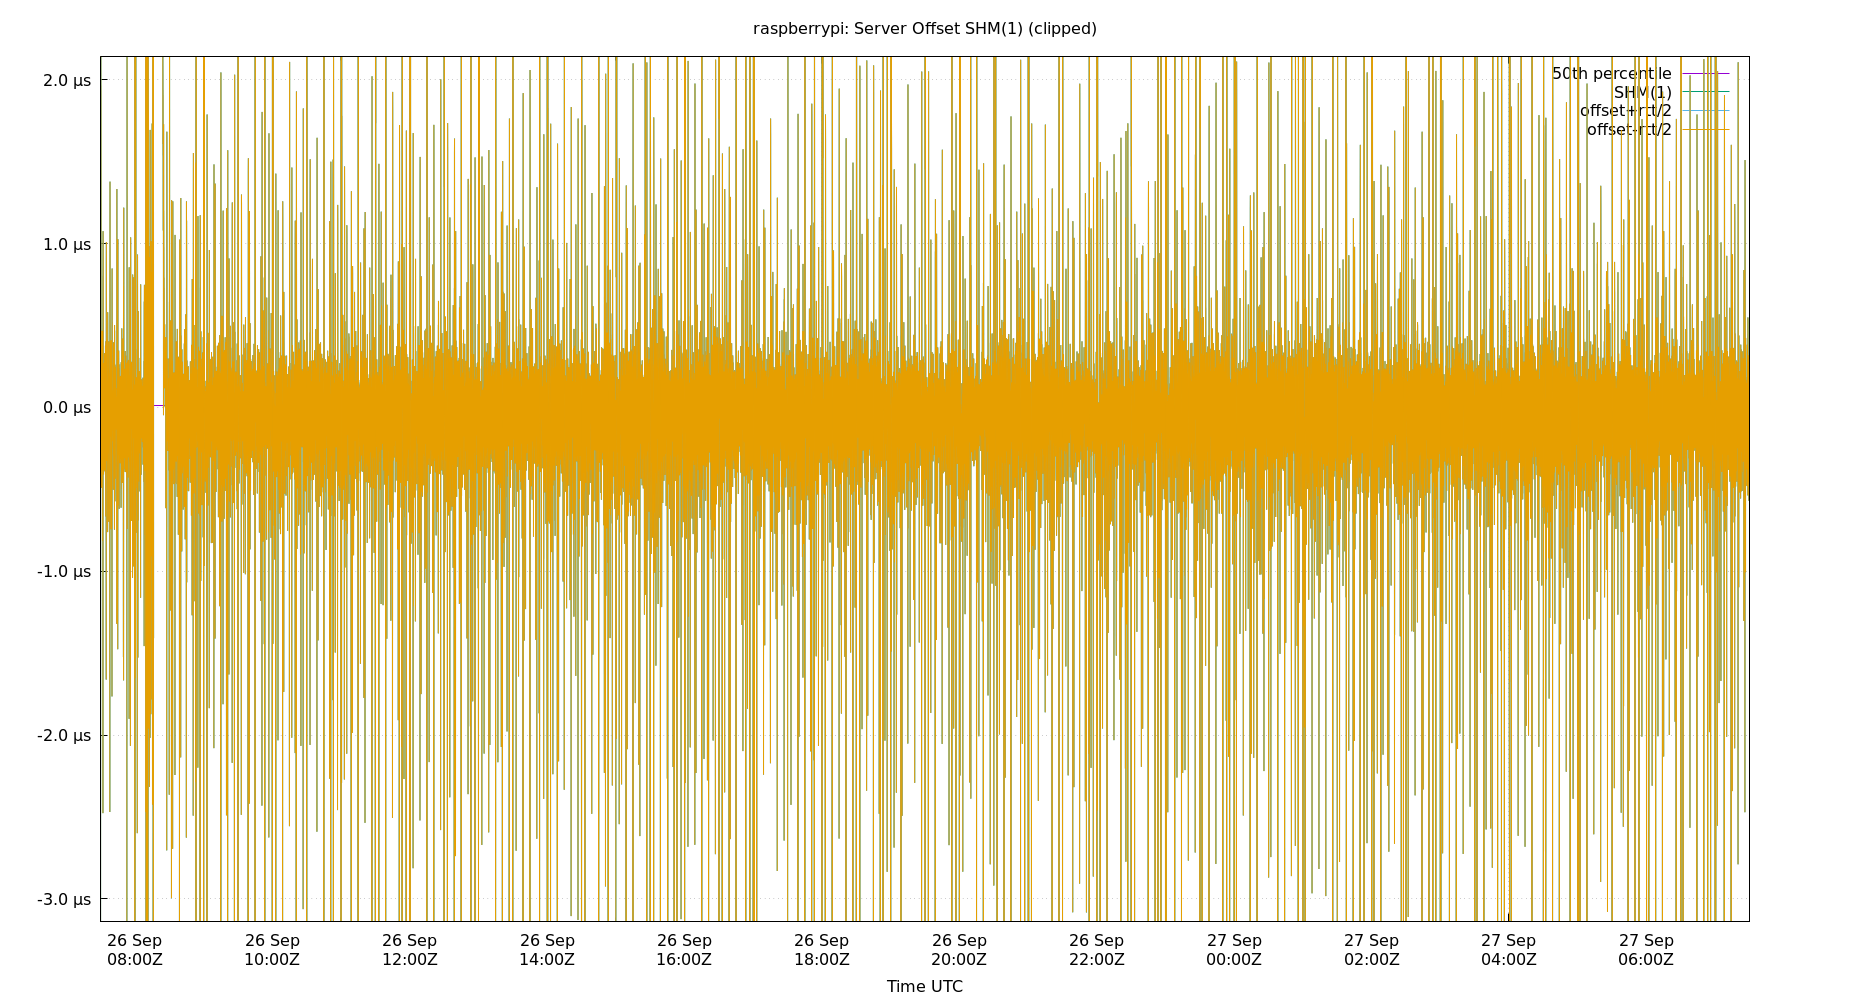 raspberrypi: Server Offset SHM(1) (clipped)
2.0 µs
1.0 µs
0.0 µs
-1.0 µs
-2.0 µs
-3.0 µs
50th percentile
SHM(1)
offset+rtt/2
offset-rtt/2
26 Sep 26 Sep 26 Sep 26 Sep 26 Sep 26 Sep 26 Sep 26 Sep 27 Sep 27 Sep 27 Sep 27 Sep
08:00Z 10:00Z 12:00Z 14:00Z 16:00Z 18:00Z 20:00Z 22:00Z 00:00Z 02:00Z 04:00Z 06:00Z
Time UTC